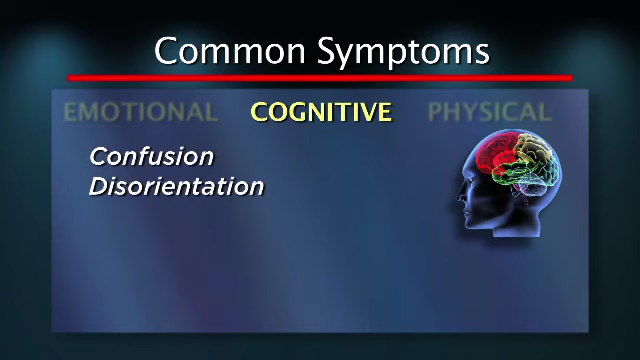 Common Symptoms
EMOTIONAL COGNITIVE PHYSICAL
Confusion
Disorientation